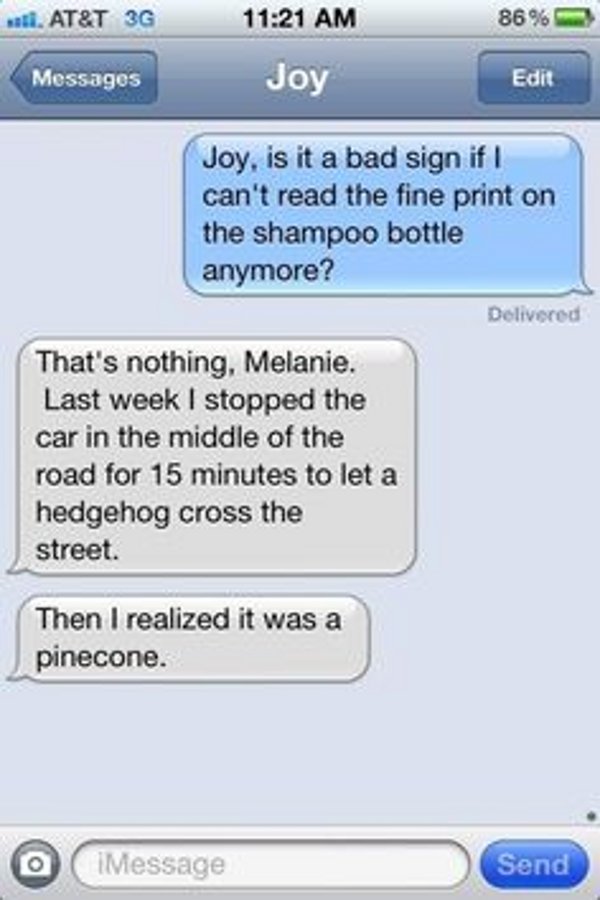 AT&T 3G 11:21 AM 86%
Messages Joy Edit
Joy, is it a bad sign if I
can't read the fine print on
the shampoo bottle
anymore?
Delivered
That's nothing, Melanie.
Last week I stopped the
car in the middle of the
road for 15 minutes to let a
hedgehog cross the
street.
Then I realized it was a
pinecone.
iMessage Send